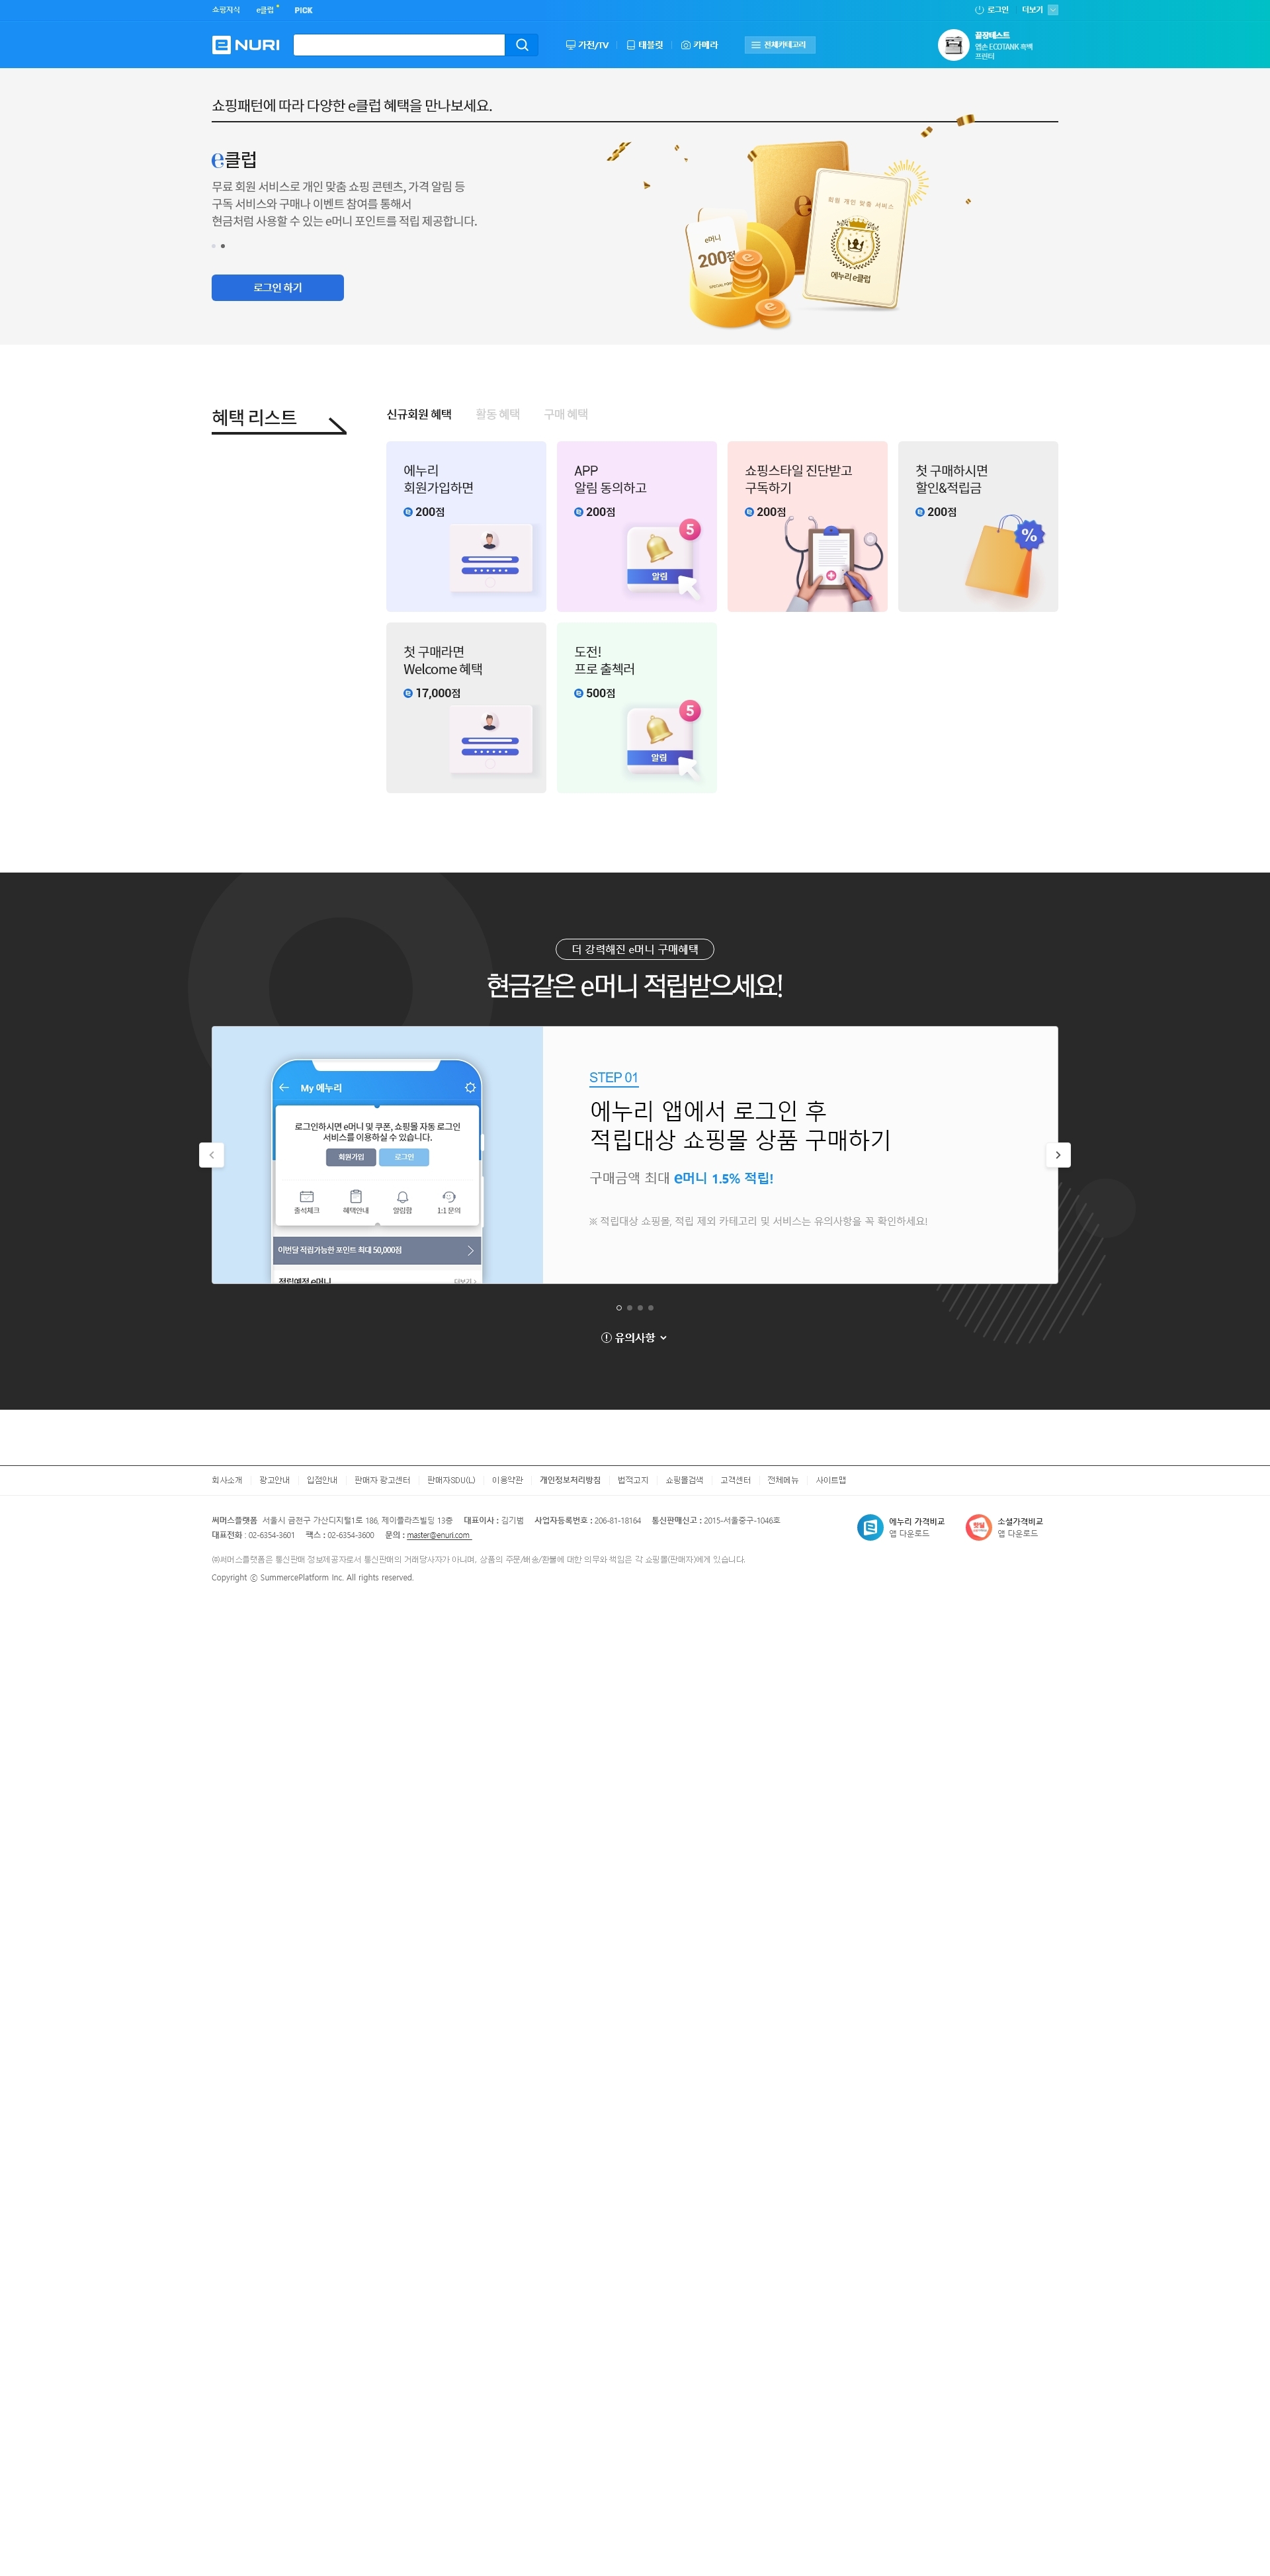 쇼핑지식 e클럽 PICK
로그인 더보기
e NURI
가전/TV 태블릿 카메라 전체카테고리
끝장테스트
앱손 ECOTANK 흑백
프린터
쇼핑패턴에 따라 다양한 e클럽 혜택을 만나보세요.
e클럽
무료 회원 서비스로 개인 맞춤 쇼핑 콘텐츠, 가격 알림 등
구독 서비스와 구매나 이벤트 참여를 통해서
현금처럼 사용할 수 있는 e머니 포인트를 적립 제공합니다.
로그인 하기
e머니
200점
회원 개인 맞춤 서비스
에누리 e클럽
혜택 리스트
신규회원 혜택 활동 혜택 구매 혜택
에누리
회원가입하면
200점
APP
알림 동의하고
200점
5
알림
쇼핑스타일 진단받고
구독하기
200점
첫 구매하시면
할인&적립금
200점
%
첫 구매라면
Welcome 혜택
17,000점
도전!
프로 출첵러
500점
5
알림
더 강력해진 e머니 구매혜택
현금같은 e머니 적립받으세요!
My 에누리
로그인하시면 e머니 및 쿠폰, 쇼핑몰 자동 로그인
서비스를 이용하실 수 있습니다.
회원가입 로그인
출석체크 혜택안내 알림함 1:1 문의
이번달 적립가능한 포인트 최대 50,000점
적립예정 e머니 더보기
STEP 01
에누리 앱에서 로그인 후
적립대상 쇼핑몰 상품 구매하기
구매금액 최대 e머니 1.5% 적립!
※ 적립대상 쇼핑몰, 적립 제외 카테고리 및 서비스는 유의사항을 꼭 확인하세요!
유의사항
회사소개 광고안내 입점안내 판매자 광고센터 판매자SDU(L) 이용약관 개인정보처리방침 법적고지 쇼핑몰검색 고객센터 전체메뉴 사이트맵
써머스플랫폼 서울시 금천구 가산디지털1로 186, 제이플라츠빌딩 13층 대표이사 : 김기범 사업자등록번호 : 206-81-18164 통신판매신고 : 2015-서울중구-1046호
대표전화 : 02-6354-3601 팩스 : 02-6354-3600 문의 : master@enuri.com
㈜써머스플랫폼은 통신판매 정보제공자로서 통신판매의 거래당사자가 아니며, 상품의 주문/배송/환불에 대한 의무와 책임은 각 쇼핑몰(판매자)에게 있습니다.
Copyright ⓒ SummercePlatform Inc. All rights reserved.
에누리 가격비교
앱 다운로드
소셜가격비교
앱 다운로드